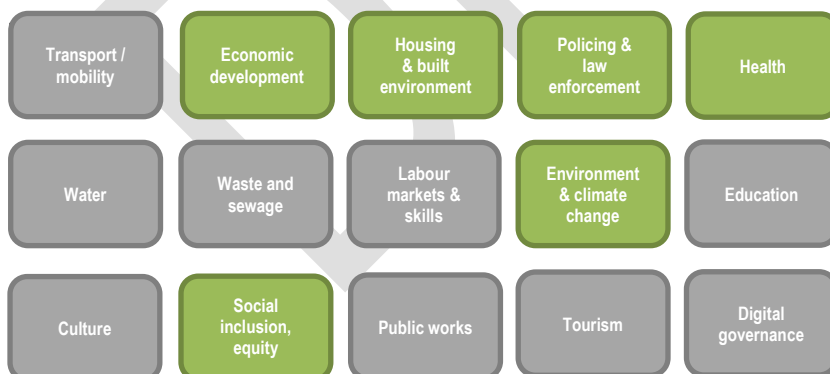 Transport /
mobility
Economic
development
Housing
& built
environment
Policing &
law
enforcement
Health
Water
Waste and
sewage
Labour
markets &
skills
Environment
& climate
change
Education
Culture
Social
inclusion,
equity
Public works
Tourism
Digital
governance